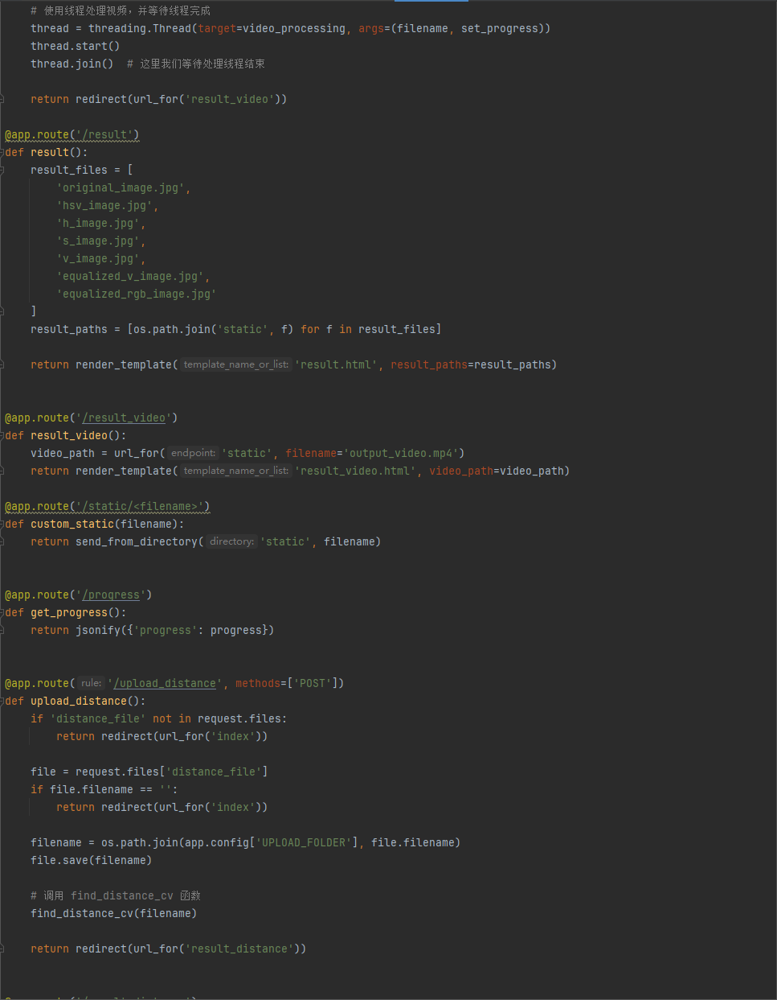 # 使用线程处理视频，并等待线程完成
thread = threading.Thread(target=video_processing, args=(filename, set_progress))
thread.start()
thread.join()  # 这里我们等待处理线程结束
return redirect(url_for('result_video'))
@app.route('/result')
def result():
result_files = [
'original_image.jpg',
'hsv_image.jpg',
'h_image.jpg',
's_image.jpg',
'v_image.jpg',
'equalized_v_image.jpg',
'equalized_rgb_image.jpg'
]
result_paths = [os.path.join('static', f) for f in result_files]
return render_template( template_name_or_list: 'result.html', result_paths=result_paths)
@app.route('/result_video')
def result_video():
video_path = url_for( endpoint: 'static', filename='output_video.mp4')
return render_template( template_name_or_list: 'result_video.html', video_path=video_path)
@app.route('/static/<filename>')
def custom_static(filename):
return send_from_directory( directory: 'static', filename)
@app.route('/progress')
def get_progress():
return jsonify({'progress': progress})
@app.route( rule: '/upload_distance', methods=['POST'])
def upload_distance():
if 'distance_file' not in request.files:
return redirect(url_for('index'))
file = request.files['distance_file']
if file.filename == '':
return redirect(url_for('index'))
filename = os.path.join(app.config['UPLOAD_FOLDER'], file.filename)
file.save(filename)
# 调用 find_distance_cv 函数
find_distance_cv(filename)
return redirect(url_for('result_distance'))